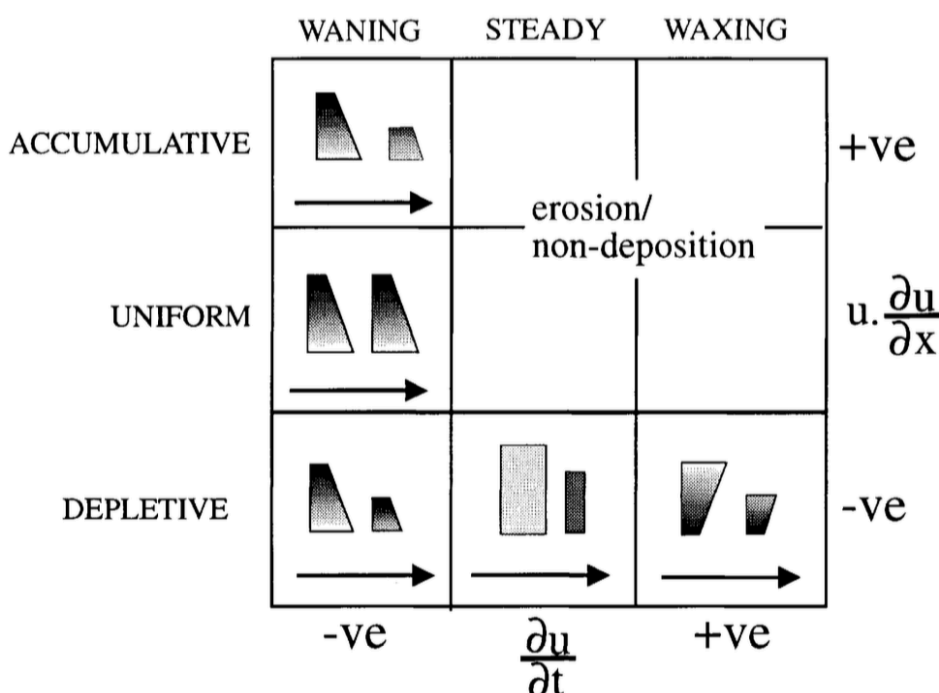 WANING STEADY WAXING
ACCUMULATIVE +ve
erosion/
non-deposition
UNIFORM u. ∂u/∂x
DEPLETIVE -ve
-ve ∂u/∂t +ve